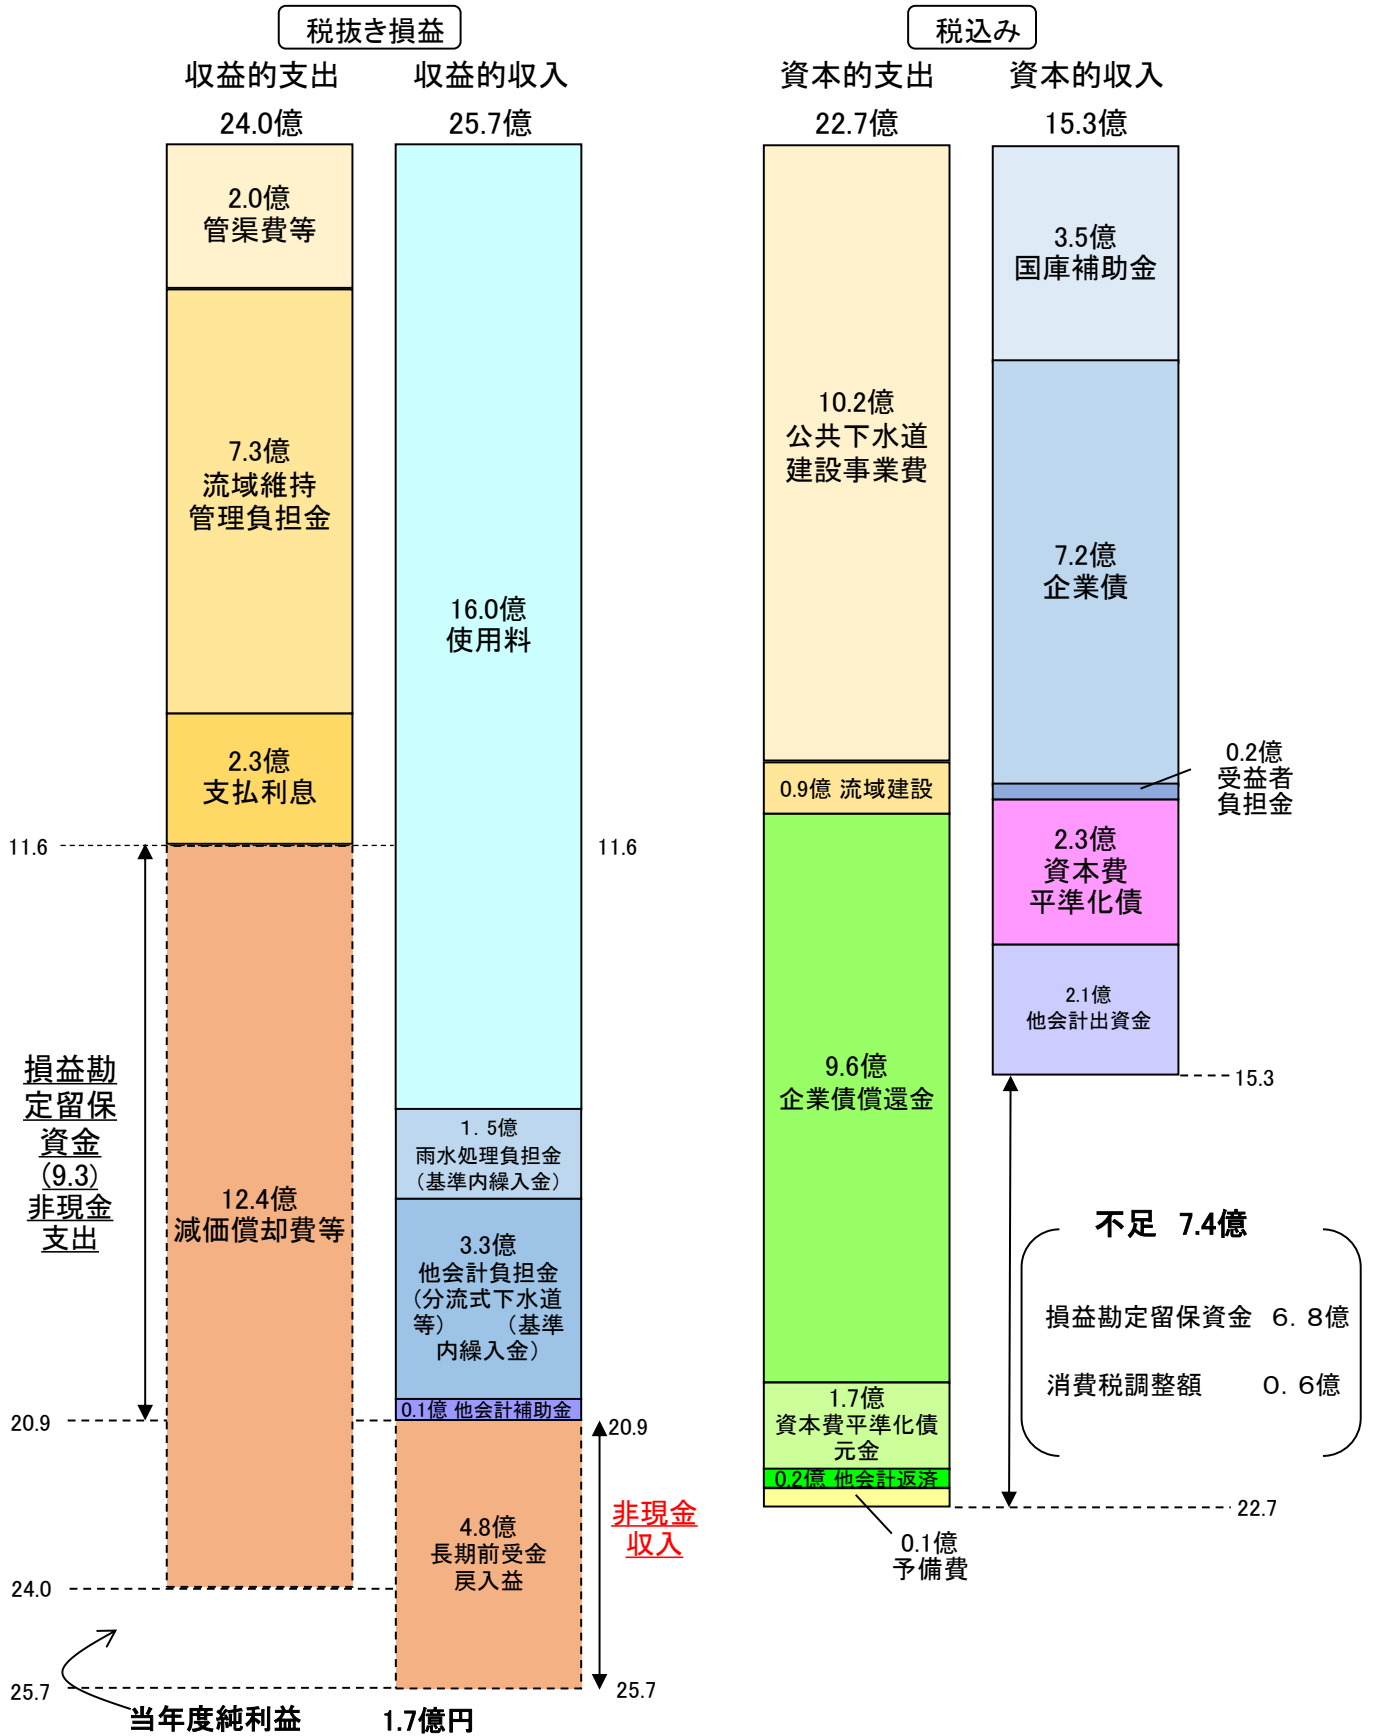 税抜き損益
税込み
収益的支出
収益的収入
資本的支出
資本的収入
24.0億
25.7億
22.7億
15.3億
2.0億
管渠費等
7.3億
流域維持
管理負担金
2.3億
支払利息
11.6
損益勘
定留保
資金
(9.3)
非現金
支出
12.4億
減価償却費等
20.9
24.0
25.7
当年度純利益 1.7億円
16.0億
使用料
11.6
1．5億
雨水処理負担金
（基準内繰入金）
3.3億
他会計負担金
(分流式下水道
等) （基準
内繰入金）
0.1億 他会計補助金
20.9
4.8億
長期前受金
戻入益
非現金
収入
25.7
10.2億
公共下水道
建設事業費
0.9億 流域建設
9.6億
企業債償還金
1.7億
資本費平準化債
元金
0.2億 他会計返済
0.1億
予備費
3.5億
国庫補助金
7.2億
企業債
0.2億
受益者
負担金
2.3億
資本費
平準化債
2.1億
他会計出資金
15.3
不足 7.4億
損益勘定留保資金 ６．８億
消費税調整額 ０．６億
22.7